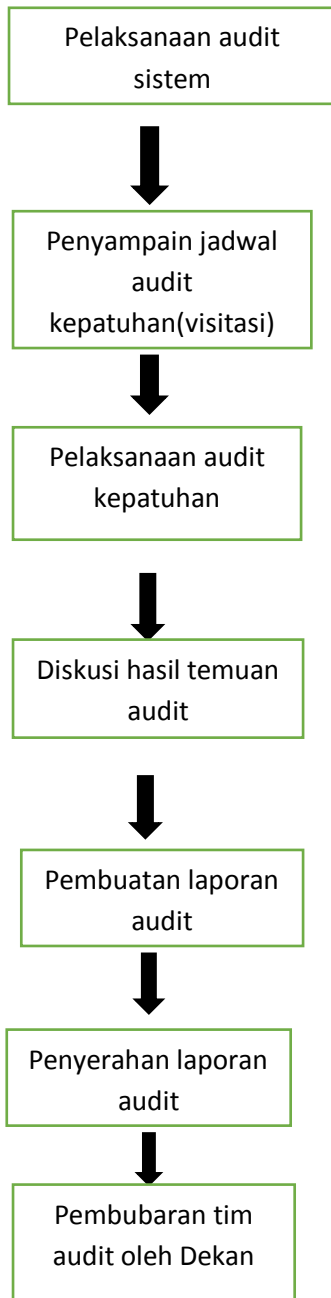 Pelaksanaan audit
sistem
Penyampain jadwal
audit
kepatuhan(visitasi)
Pelaksanaan audit
kepatuhan
Diskusi hasil temuan
audit
Pembuatan laporan
audit
Penyerahan laporan
audit
Pembubaran tim
audit oleh Dekan